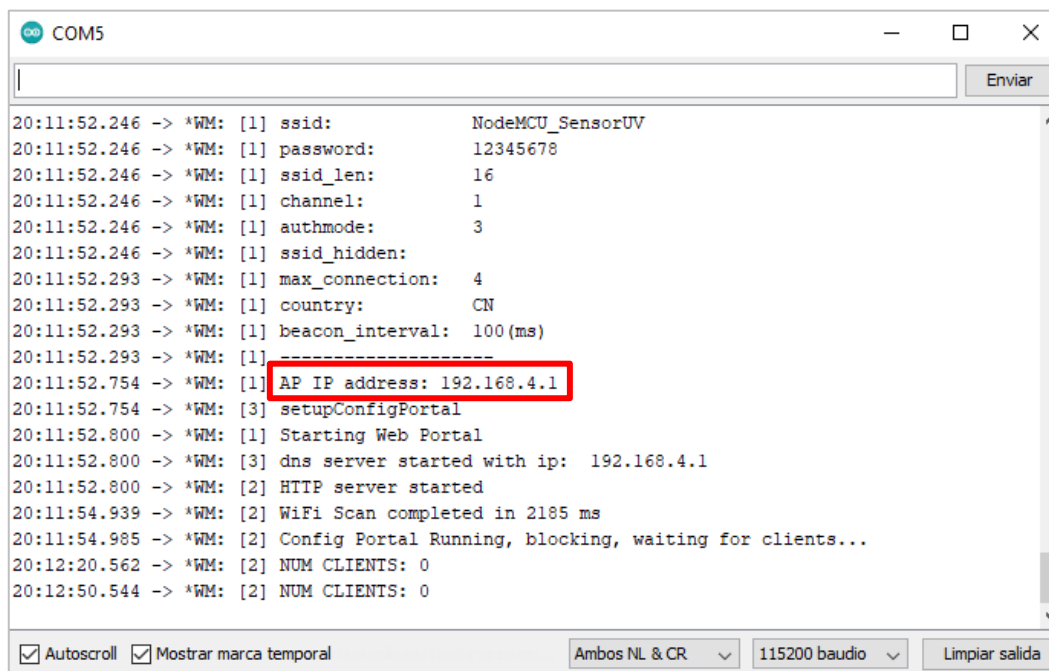 COM5
Enviar
20:11:52.246 -> *WM: [1] ssid:               NodeMCU_SensorUV
20:11:52.246 -> *WM: [1] password:           12345678
20:11:52.246 -> *WM: [1] ssid_len:           16
20:11:52.246 -> *WM: [1] channel:            1
20:11:52.246 -> *WM: [1] authmode:           3
20:11:52.246 -> *WM: [1] ssid_hidden:
20:11:52.293 -> *WM: [1] max_connection:     4
20:11:52.293 -> *WM: [1] country:            CN
20:11:52.293 -> *WM: [1] beacon_interval:  100(ms)
20:11:52.293 -> *WM: [1] --------------------
20:11:52.754 -> *WM: [1] AP IP address: 192.168.4.1
20:11:52.754 -> *WM: [3] setupConfigPortal
20:11:52.800 -> *WM: [1] Starting Web Portal
20:11:52.800 -> *WM: [3] dns server started with ip:  192.168.4.1
20:11:52.800 -> *WM: [2] HTTP server started
20:11:54.939 -> *WM: [2] WiFi Scan completed in 2185 ms
20:11:54.985 -> *WM: [2] Config Portal Running, blocking, waiting for clients...
20:12:20.562 -> *WM: [2] NUM CLIENTS: 0
20:12:50.544 -> *WM: [2] NUM CLIENTS: 0
Autoscroll Mostrar marca temporal Ambos NL & CR 115200 baudio Limpiar salida